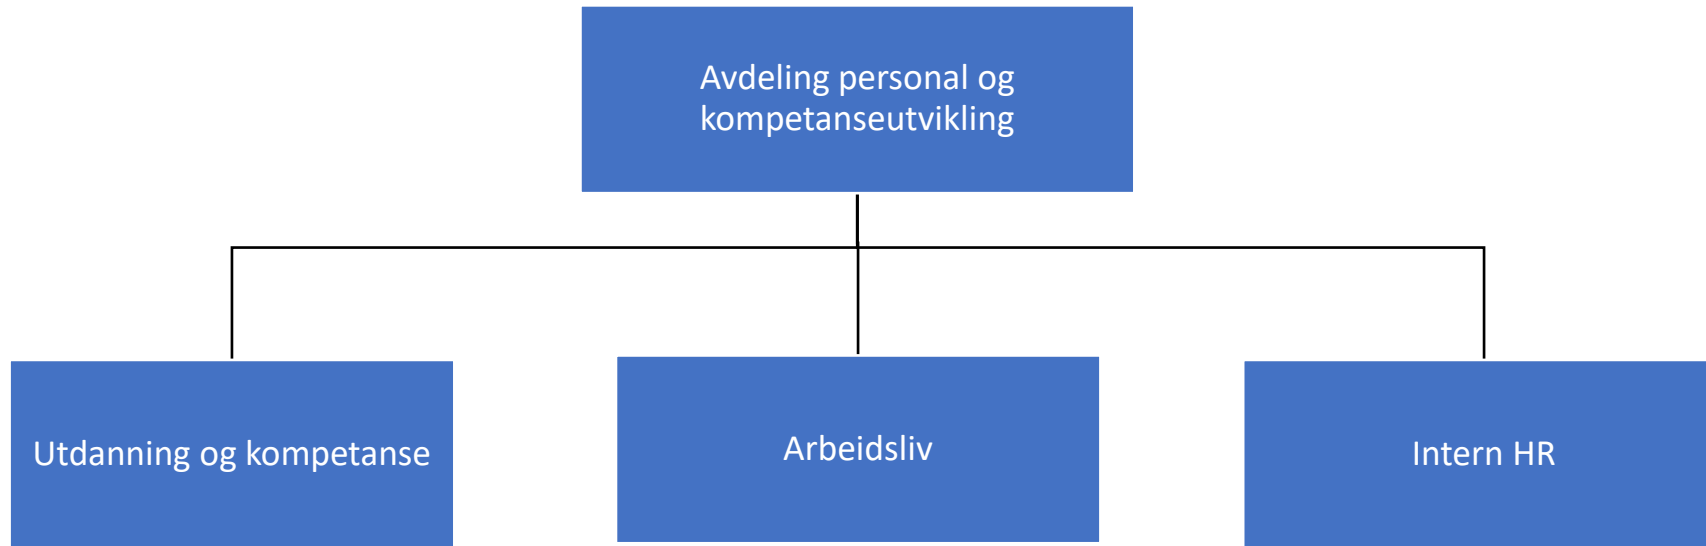 Avdeling personal og
kompetanseutvikling
Utdanning og kompetanse
Arbeidsliv
Intern HR